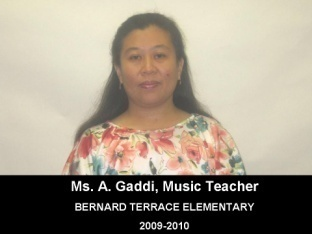 Ms. A. Gaddi, Music Teacher
BERNARD TERRACE ELEMENTARY
2009-2010